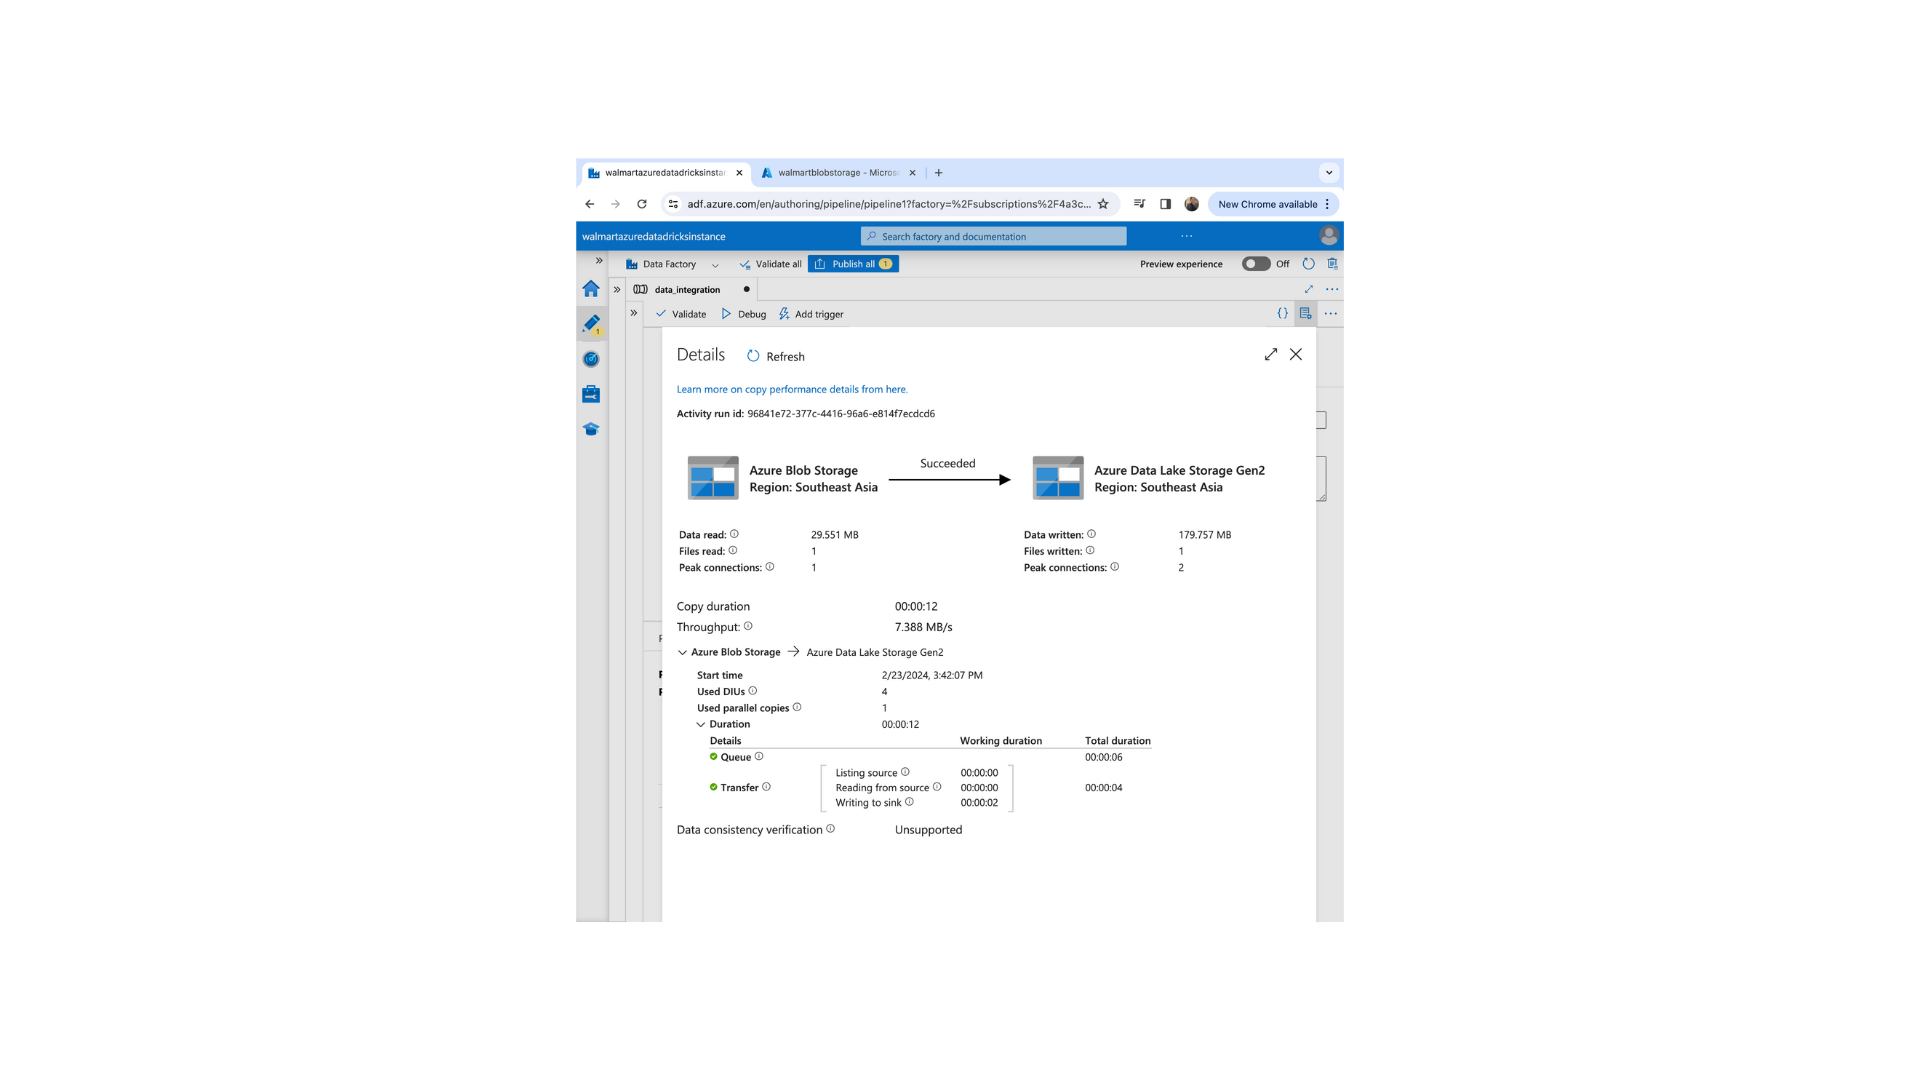 walmartazuredatadricksinstar
walmartblobstorage - Micros
adf.azure.com/en/authoring/pipeline/pipeline1?factory=%2Fsubscriptions%2F4a3c...
New Chrome available
walmartazuredatadricksinstance
Search factory and documentation
Data Factory
Validate all
Publish all 1
Preview experience
Off
data_integration
Validate
Debug
Add trigger
1
Details
Refresh
Learn more on copy performance details from here.
Activity run id: 96841e72-377c-4416-96a6-e814f7ecdcd6
Azure Blob Storage
Region: Southeast Asia
Succeeded
Azure Data Lake Storage Gen2
Region: Southeast Asia
Data read: 29.551 MB
Files read: 1
Peak connections: 1
Data written: 179.757 MB
Files written: 1
Peak connections: 2
Copy duration 00:00:12
Throughput: 7.388 MB/s
Azure Blob Storage → Azure Data Lake Storage Gen2
Start time 2/23/2024, 3:42:07 PM
Used DIUs 4
Used parallel copies 1
Duration 00:00:12
Details Working duration Total duration
Queue 00:00:06
Listing source 00:00:00
Transfer Reading from source 00:00:00 00:00:04
Writing to sink 00:00:02
Data consistency verification Unsupported